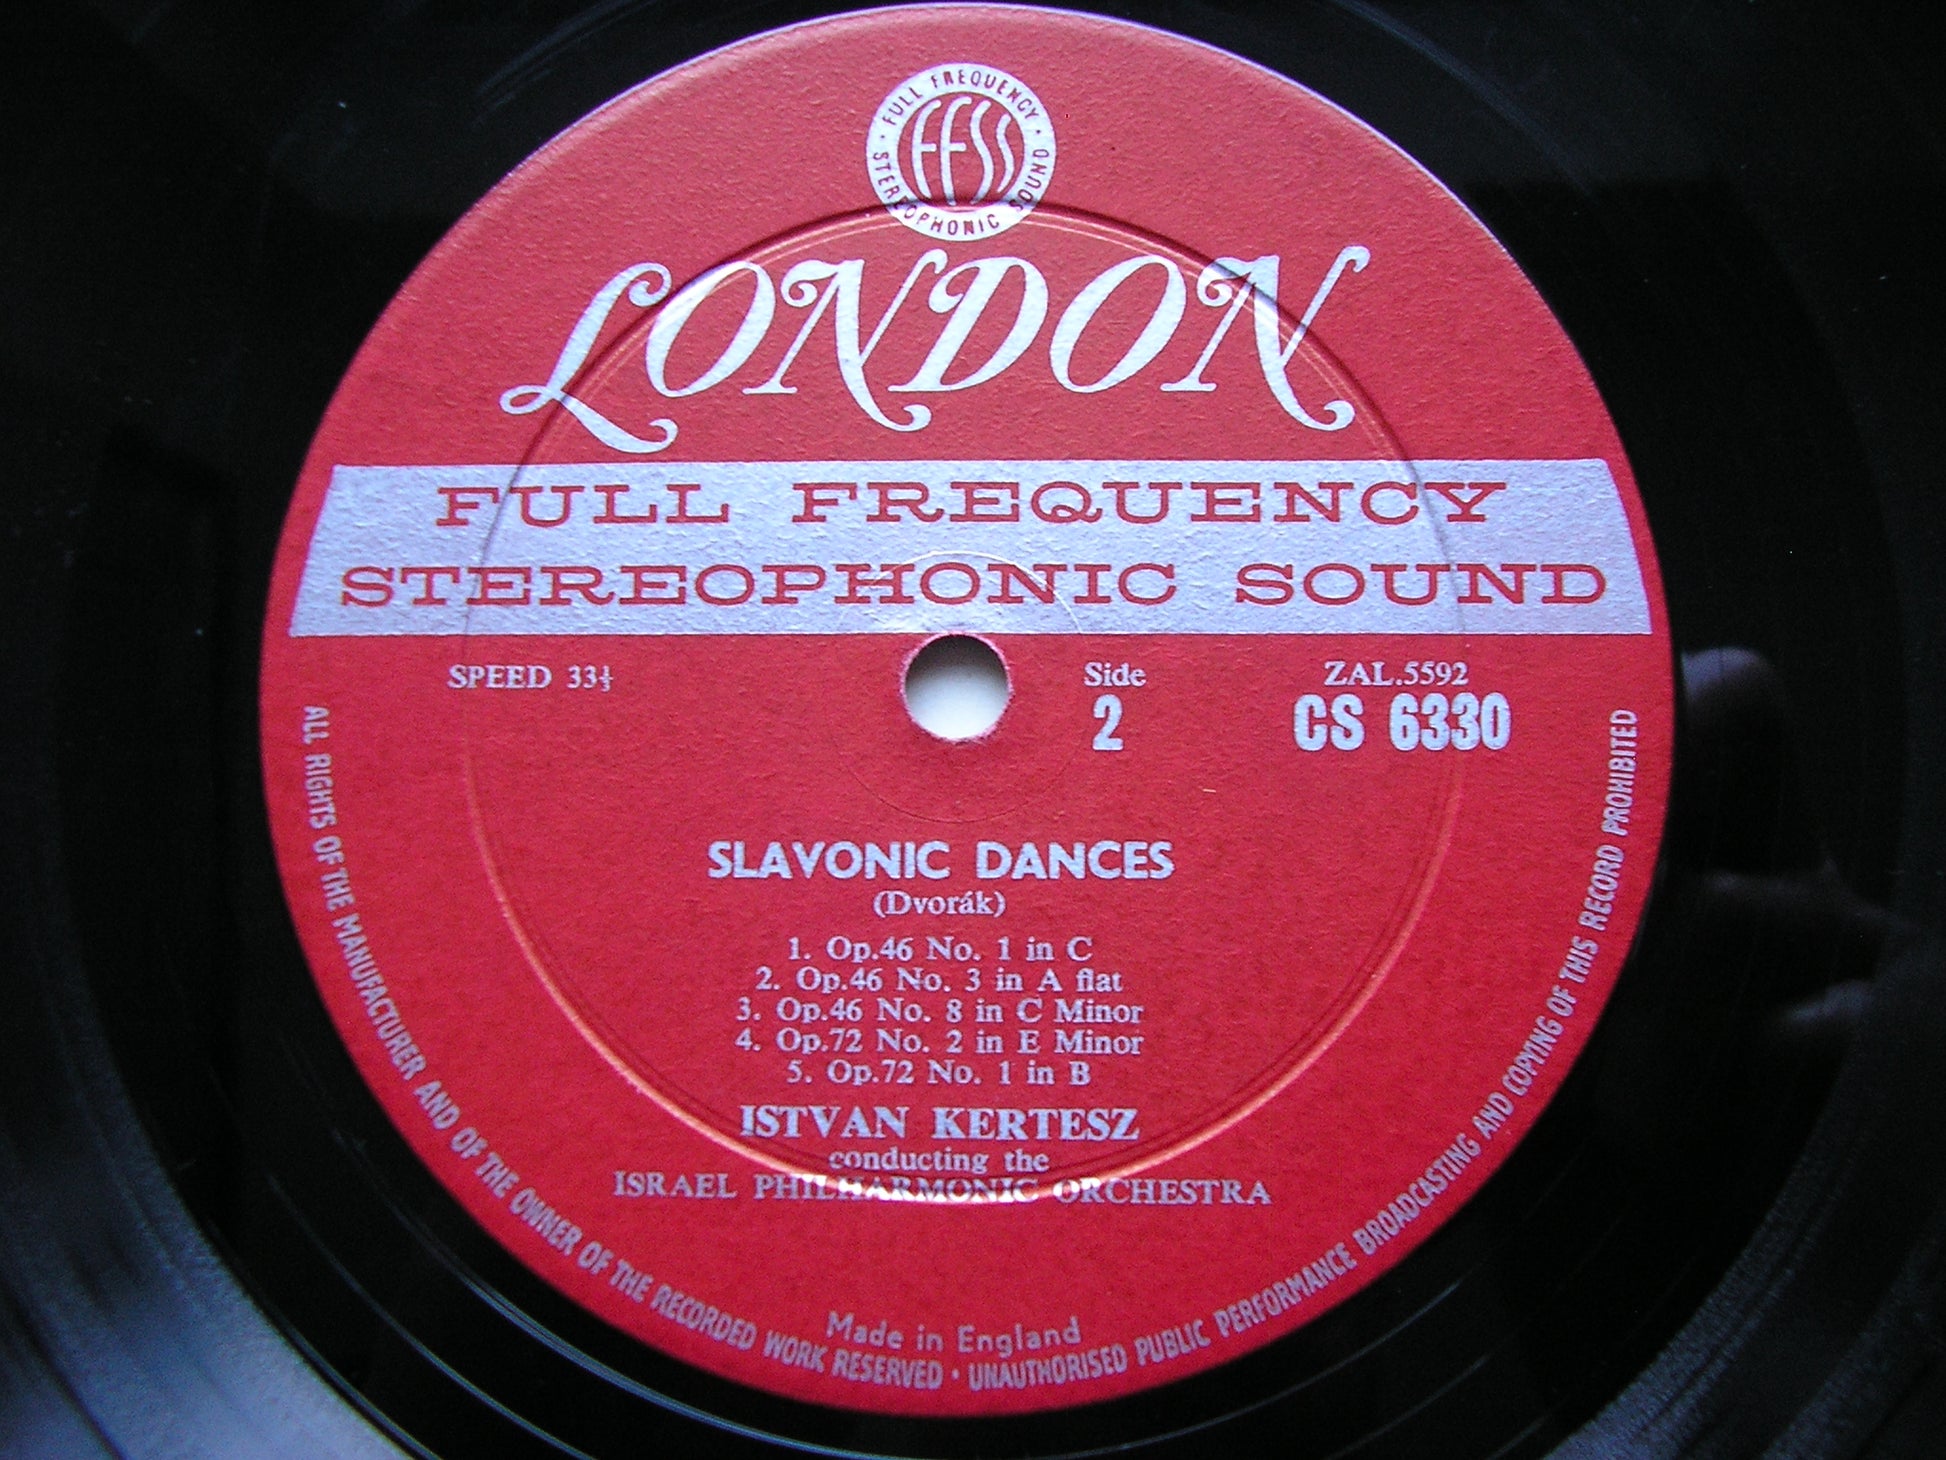 FULL FREQUENCY
STEREOPHONIC SOUND
FFSS
LONDON
FULL FREQUENCY
STEREOPHONIC SOUND
SPEED 33⅓
Side
2
ZAL.5592
CS 6330
SLAVONIC DANCES
(Dvorák)
1. Op.46 No. 1 in C
2. Op.46 No. 3 in A flat
3. Op.46 No. 8 in C Minor
4. Op.72 No. 2 in E Minor
5. Op.72 No. 1 in B
ISTVAN KERTESZ
conducting the
ISRAEL PHILHARMONIC ORCHESTRA
Made in England
ALL RIGHTS OF THE MANUFACTURER AND OF THE OWNER OF THE RECORDED WORK RESERVED • UNAUTHORISED PUBLIC PERFORMANCE BROADCASTING AND COPYING OF THIS RECORD PROHIBITED